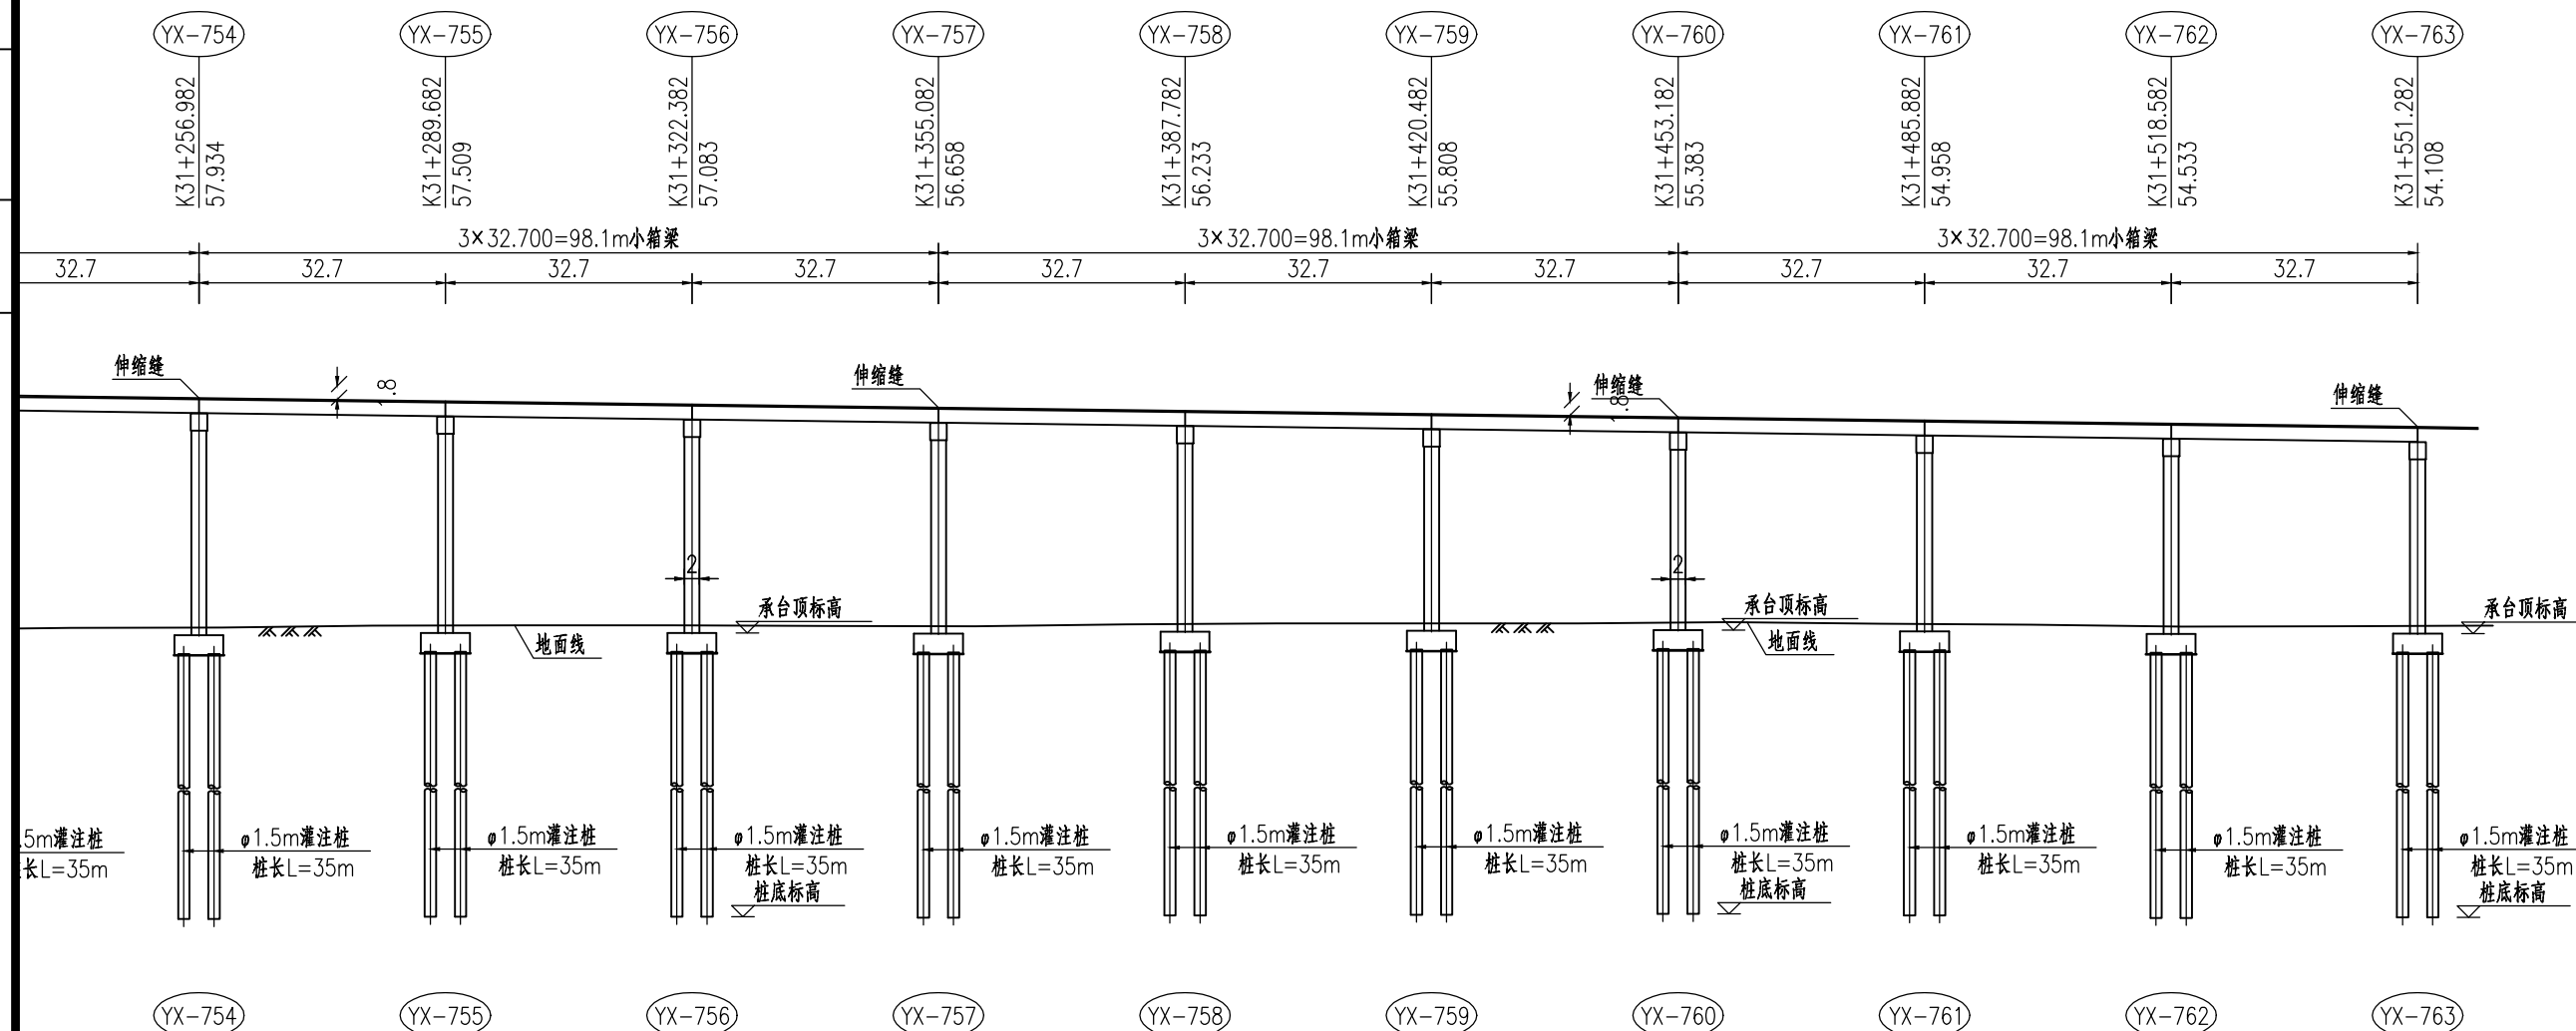 YX-754 YX-755 YX-756 YX-757 YX-758 YX-759 YX-760 YX-761 YX-762 YX-763
K31+256.982
57.934
K31+289.682
57.509
K31+322.382
57.083
K31+355.082
56.658
K31+387.782
56.233
K31+420.482
55.808
K31+453.182
55.383
K31+485.882
54.958
K31+518.582
54.533
K31+551.282
54.108
3×32.700=98.1m小箱梁 3×32.700=98.1m小箱梁 3×32.700=98.1m小箱梁
32.7 32.7 32.7 32.7 32.7 32.7 32.7 32.7 32.7 32.7
伸缩缝 伸缩缝 伸缩缝 伸缩缝
2 2
承台顶标高 承台顶标高 承台顶标高
地面线 地面线
.5m灌注桩 φ1.5m灌注桩 φ1.5m灌注桩 φ1.5m灌注桩 φ1.5m灌注桩 φ1.5m灌注桩 φ1.5m灌注桩 φ1.5m灌注桩 φ1.5m灌注桩 φ1.5m灌注桩 φ1.5m灌注桩
长L=35m 桩长L=35m 桩长L=35m 桩长L=35m 桩长L=35m 桩长L=35m 桩长L=35m 桩长L=35m 桩长L=35m 桩长L=35m 桩长L=35m
桩底标高 桩底标高 桩底标高
YX-754 YX-755 YX-756 YX-757 YX-758 YX-759 YX-760 YX-761 YX-762 YX-763